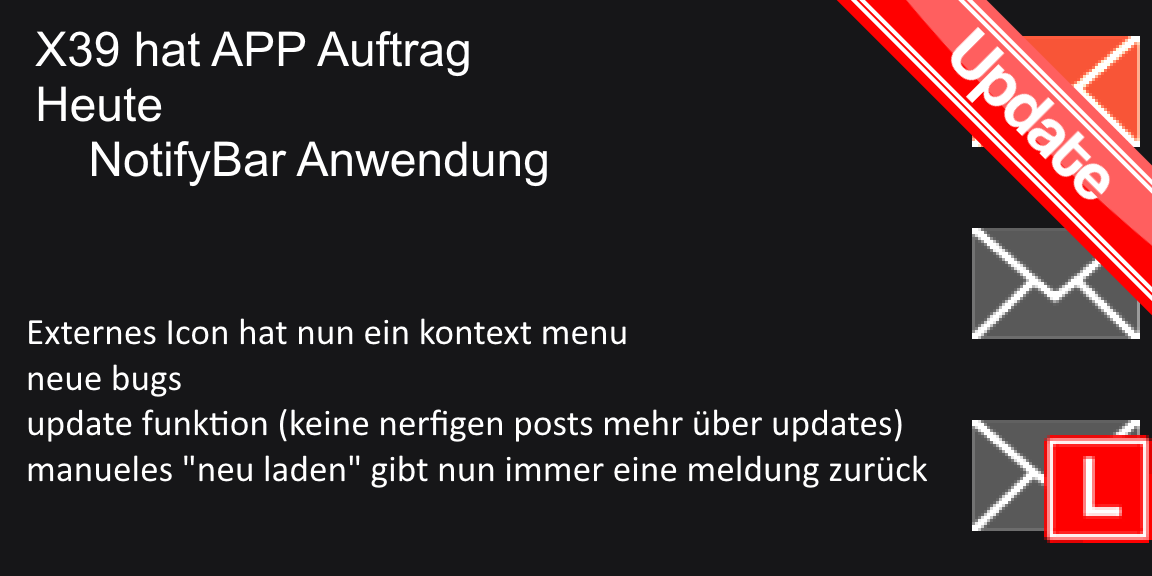 X39 hat APP Auftrag
Heute
NotifyBar Anwendung
Update
Externes Icon hat nun ein kontext menu
neue bugs
update funktion (keine nerfigen posts mehr über updates)
manueles "neu laden" gibt nun immer eine meldung zurück
L